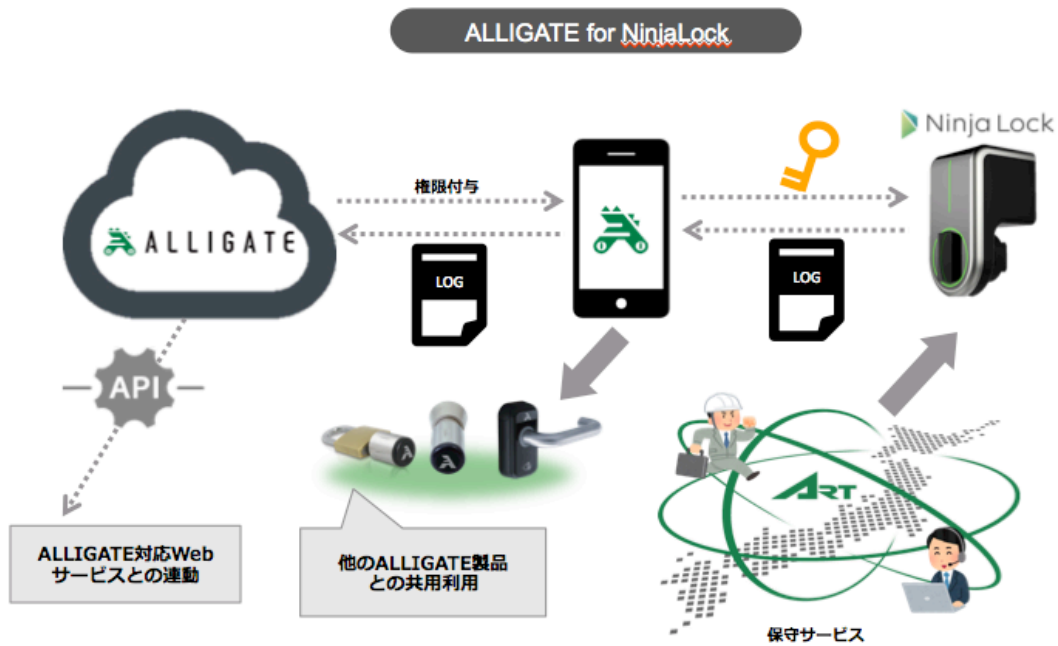 ALLIGATE for NinjaLock
Ninja Lock
権限付与
ALLIGATE
LOG
LOG
API
ART
ALLIGATE対応Web
サービスとの連動
他のALLIGATE製品
との共用利用
保守サービス